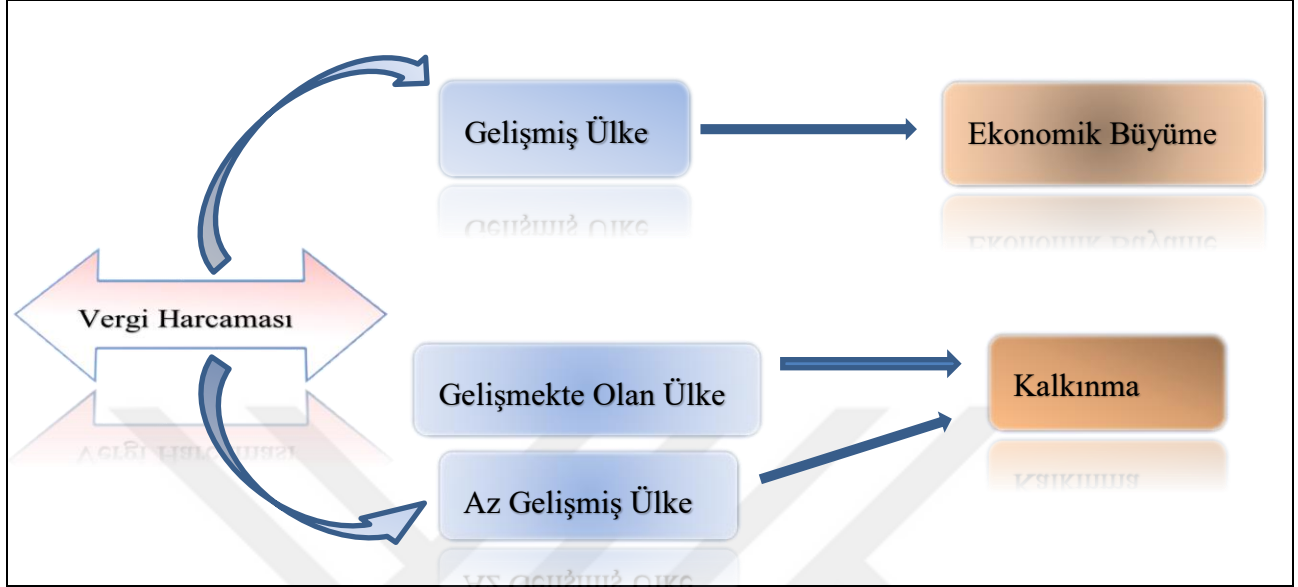 Gelişmiş Ülke
Ekonomik Büyüme
Vergi Harcaması
Gelişmekte Olan Ülke
Kalkınma
Az Gelişmiş Ülke